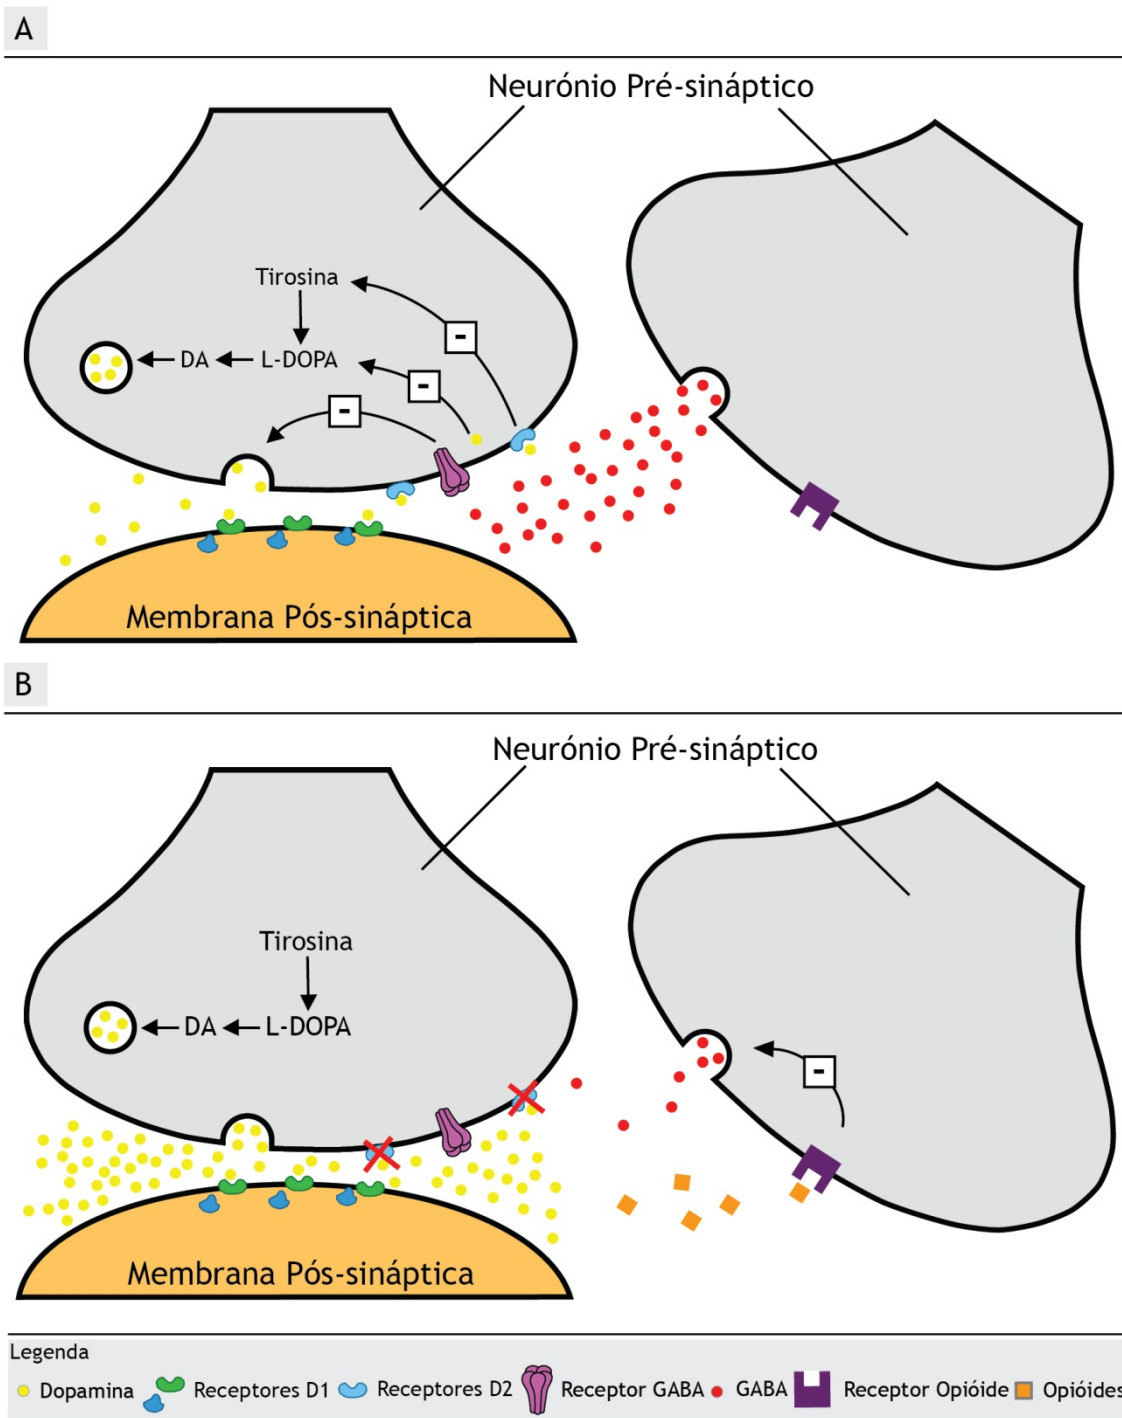 A
Neurónio Pré-sináptico
Tirosina
-
DA
L-DOPA
-
-
Membrana Pós-sináptica
B
Neurónio Pré-sináptico
Tirosina
DA
L-DOPA
-
Membrana Pós-sináptica
Legenda
Dopamina Receptores D1 Receptores D2 Receptor GABA GABA Receptor Opióide Opióides